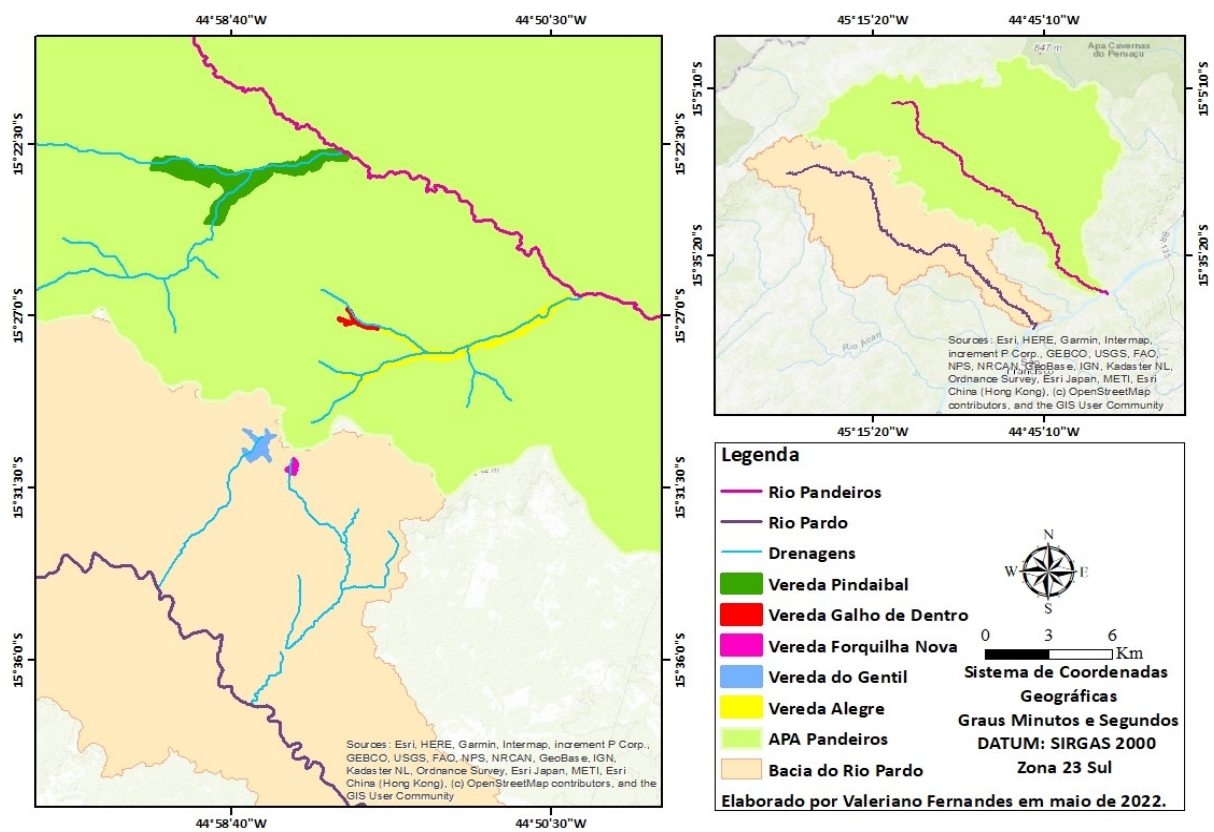 44°58'40"W
44°50'30"W
15°22'30"S
15°22'30"S
15°27'0"S
15°27'0"S
15°31'30"S
15°31'30"S
15°36'0"S
15°36'0"S
Sources: Esri, HERE, Garmin, Intermap, increment P Corp.,
GEBCO, USGS, FAO, NPS, NRCAN, GeoBase, IGN,
Kadaster NL, Ordnance Survey, Esri Japan, METI, Esri
China (Hong Kong), (c) OpenStreetMap contributors, and the
GIS User Community
44°58'40"W
44°50'30"W
45°15'20"W
44°45'10"W
847 m
Apa Cavernas
do Peruaçu
15°5'10"S
15°5'10"S
15°35'20"S
15°35'20"S
BR-135
Rio Acari
Sources: Esri, HERE, Garmin, Intermap,
increment P Corp., GEBCO, USGS, FAO,
NPS, NRCAN, GeoBase, IGN, Kadaster NL,
Ordnance Survey, Esri Japan, METI, Esri
China (Hong Kong), (c) OpenStreetMap
contributors, and the GIS User Community
45°15'20"W
44°45'10"W
Legenda
Rio Pandeiros
Rio Pardo
Drenagens
Vereda Pindaibal
Vereda Galho de Dentro
Vereda Forquilha Nova
Vereda do Gentil
Vereda Alegre
APA Pandeiros
Bacia do Rio Pardo
N
W
E
S
0 3 6
Km
Sistema de Coordenadas
Geográficas
Graus Minutos e Segundos
DATUM: SIRGAS 2000
Zona 23 Sul
Elaborado por Valeriano Fernandes em maio de 2022.